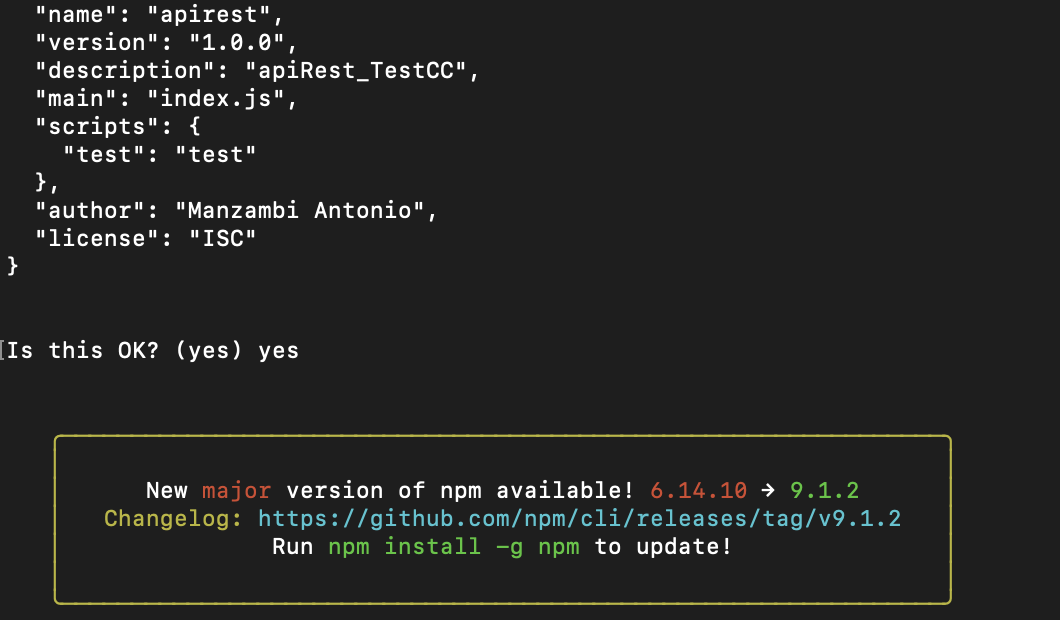 "name": "apirest",
"version": "1.0.0",
"description": "apiRest_TestCC",
"main": "index.js",
"scripts": {
"test": "test"
},
"author": "Manzambi Antonio",
"license": "ISC"
}
Is this OK? (yes) yes
New major version of npm available! 6.14.10 → 9.1.2
Changelog: https://github.com/npm/cli/releases/tag/v9.1.2
Run npm install -g npm to update!